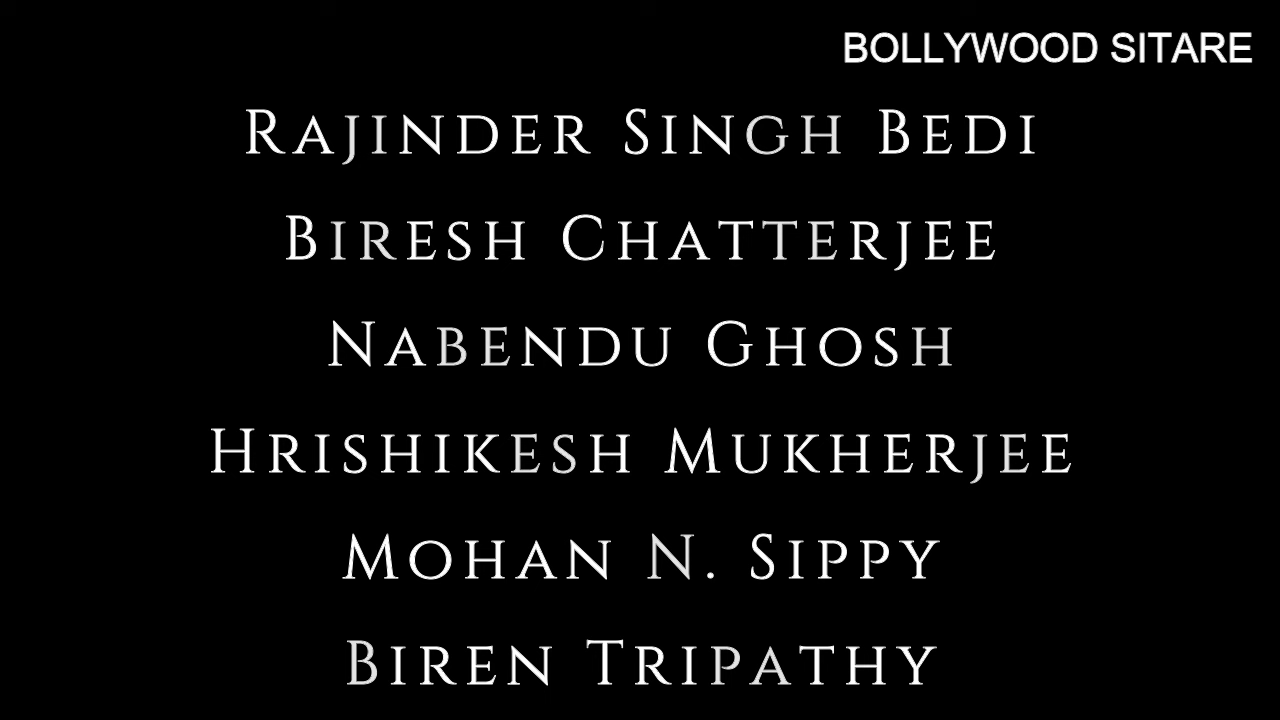 BOLLYWOOD SITARE
RAJINDER SINGH BEDI
BIRESH CHATTERJEE
NABENDU GHOSH
HRISHIKESH MUKHERJEE
MOHAN N. SIPPY
BIREN TRIPATHY